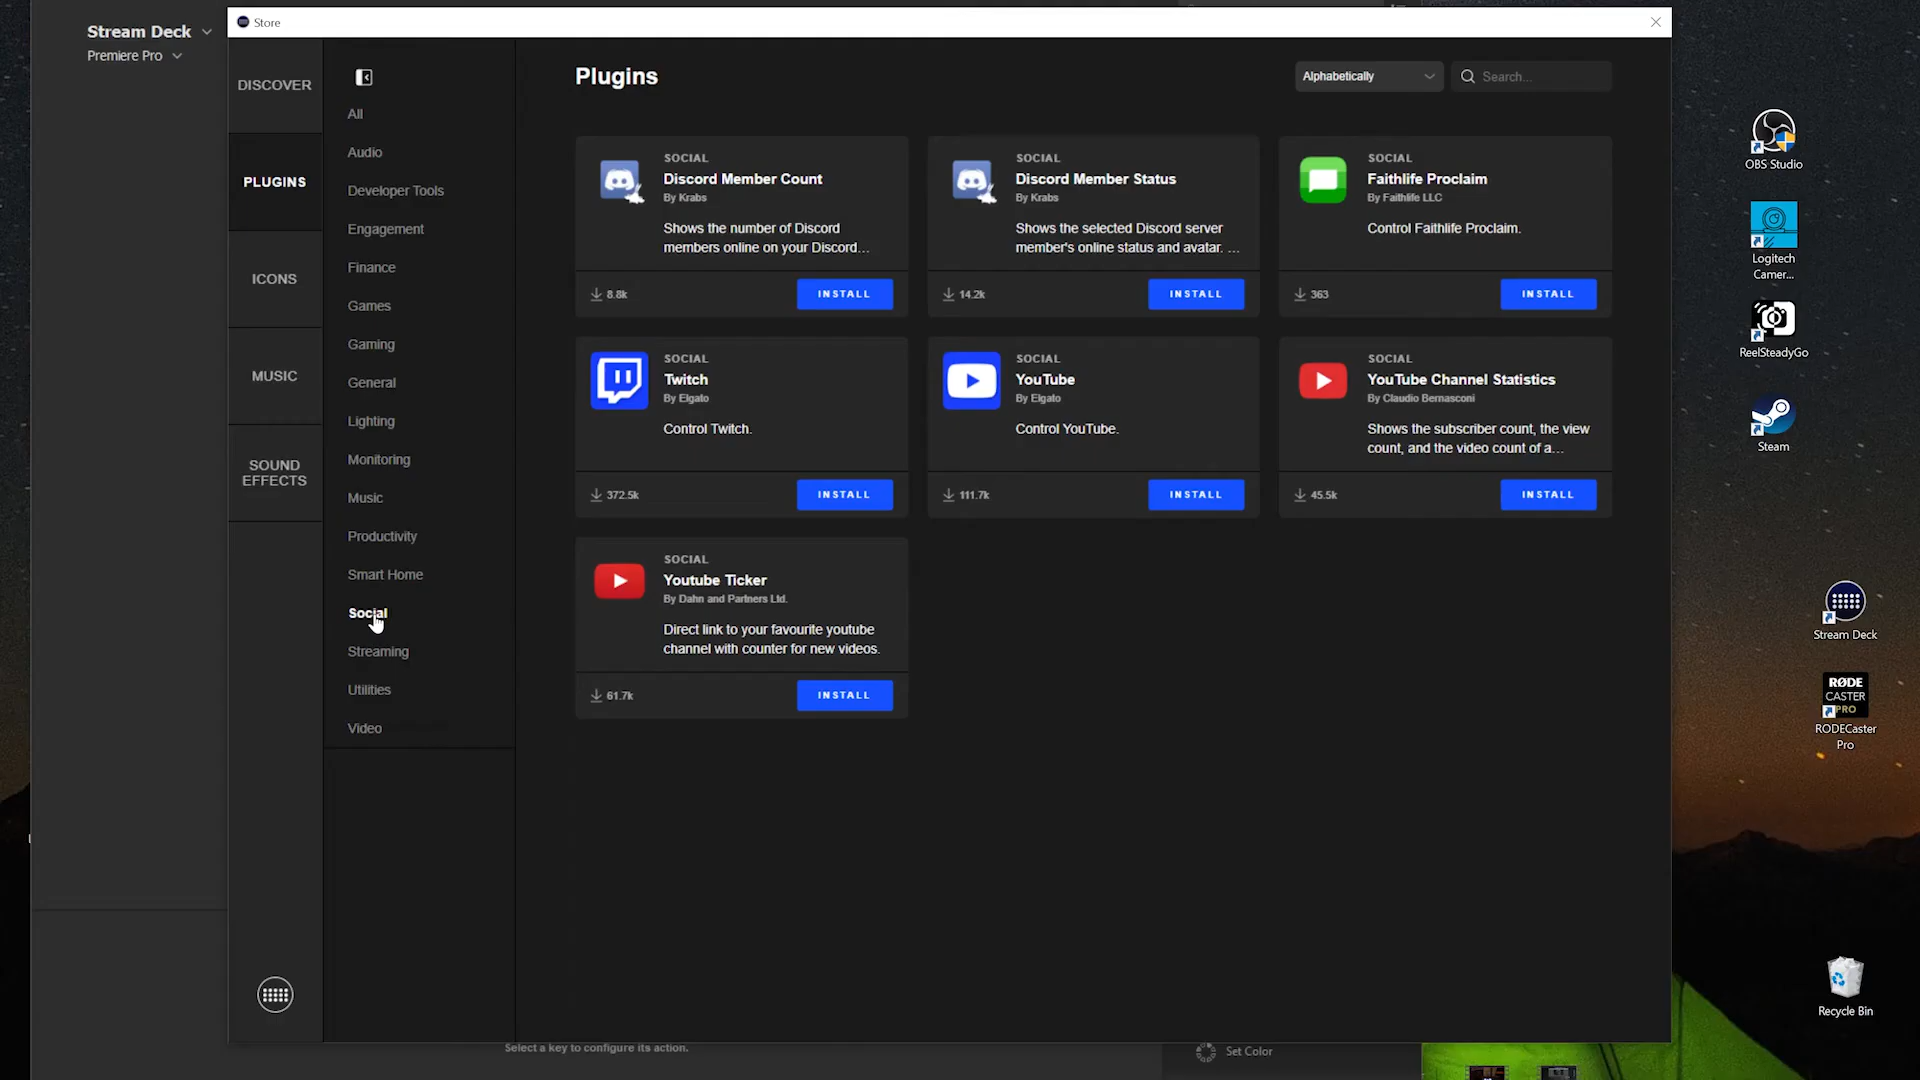 Stream Deck
Premiere Pro
Store
DISCOVER
PLUGINS
ICONS
MUSIC
SOUND
EFFECTS
All
Audio
Developer Tools
Engagement
Finance
Games
Gaming
General
Lighting
Monitoring
Music
Productivity
Smart Home
Social
Streaming
Utilities
Video
Plugins
Alphabetically
Search...
SOCIAL
Discord Member Count
By Krabs
Shows the number of Discord
members online on your Discord...
8.8k
INSTALL
SOCIAL
Discord Member Status
By Krabs
Shows the selected Discord server
member's online status and avatar. ...
14.2k
INSTALL
SOCIAL
Faithlife Proclaim
By Faithlife LLC
Control Faithlife Proclaim.
363
INSTALL
SOCIAL
Twitch
By Elgato
Control Twitch.
372.5k
INSTALL
SOCIAL
YouTube
By Elgato
Control YouTube.
111.7k
INSTALL
SOCIAL
YouTube Channel Statistics
By Claudio Bernasconi
Shows the subscriber count, the view
count, and the video count of a...
45.5k
INSTALL
SOCIAL
Youtube Ticker
By Dahn and Partners Ltd.
Direct link to your favourite youtube
channel with counter for new videos.
61.7k
INSTALL
Select a key to configure its action.
Set Color
OBS Studio
Logitech
Camer...
ReelSteadyGo
Steam
Stream Deck
RØDE
CASTER
PRO
RODECaster
Pro
Recycle Bin